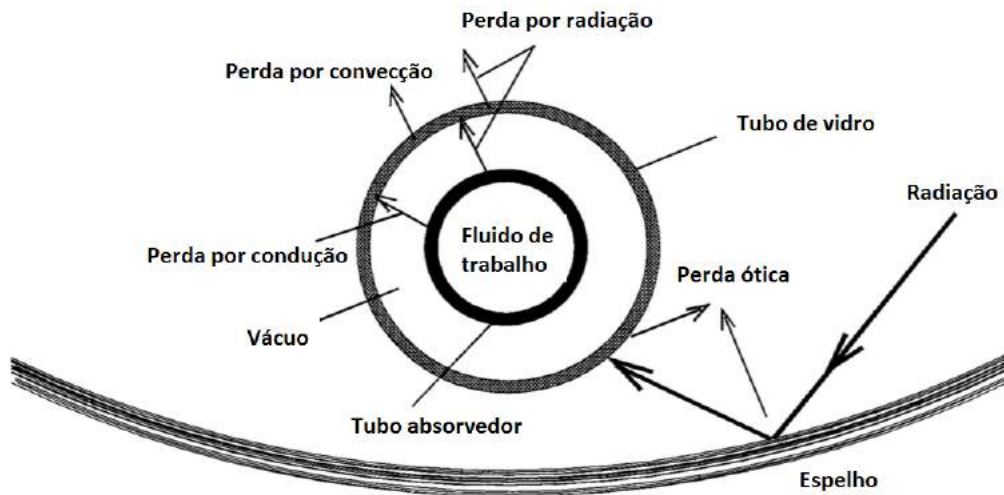 Perda por radiação
Perda por convecção
Tubo de vidro
Radiação
Fluido de
trabalho
Perda por condução
Perda ótica
Vácuo
Tubo absorvedor
Espelho